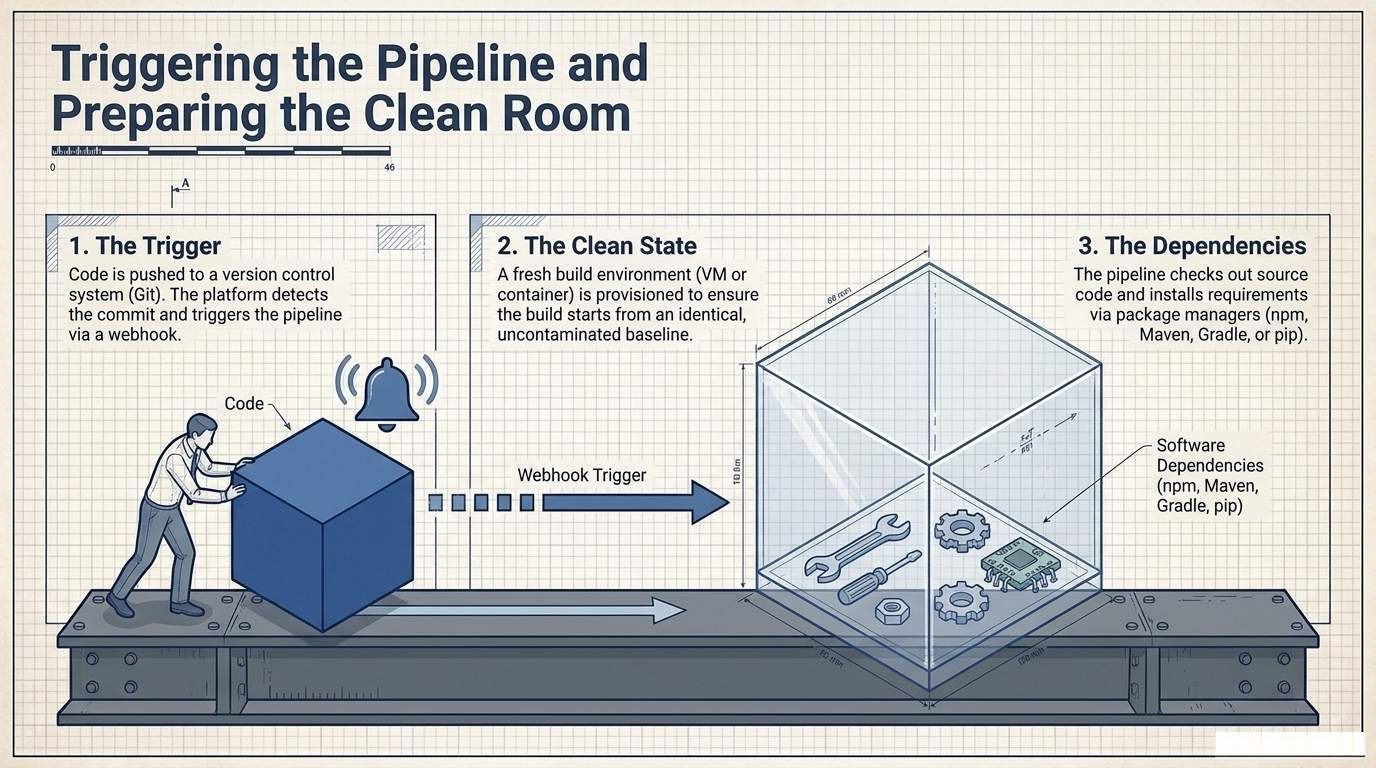 Triggering the Pipeline and
Preparing the Clean Room
0
46
A
1. The Trigger
Code is pushed to a version control
system (Git). The platform detects
the commit and triggers the pipeline
via a webhook.
Code
2. The Clean State
A fresh build environment (VM or
container) is provisioned to ensure
the build starts from an identical,
uncontaminated baseline.
Webhook Trigger
3. The Dependencies
The pipeline checks out source
code and installs requirements
via package managers (npm,
Maven, Gradle, or pip).
Software
Dependencies
(npm, Maven,
Gradle, pip)